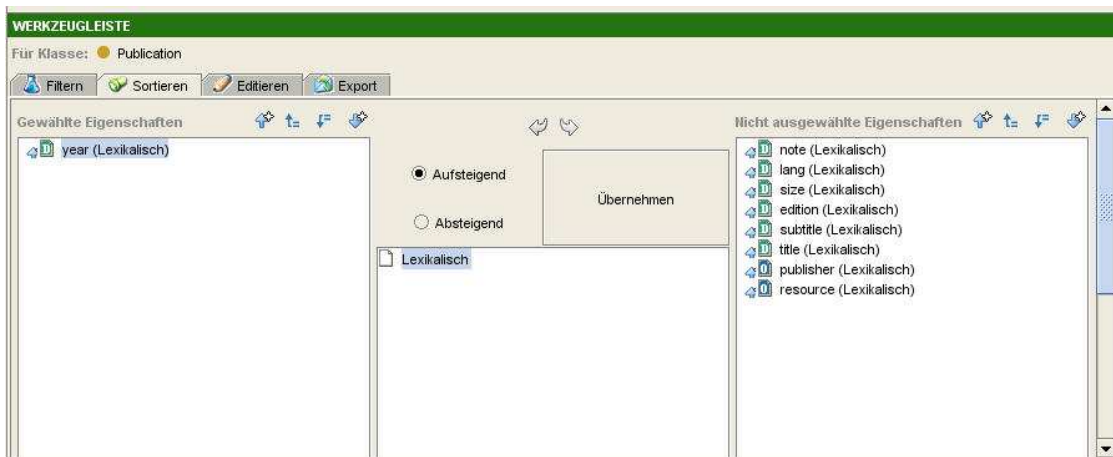 WERKZEUGLEISTE
Für Klasse: Publication
Filtern Sortieren Editieren Export
Gewählte Eigenschaften
year (Lexikalisch)
Aufsteigend
Absteigend
Übernehmen
Lexikalisch
Nicht ausgewählte Eigenschaften
note (Lexikalisch)
lang (Lexikalisch)
size (Lexikalisch)
edition (Lexikalisch)
subtitle (Lexikalisch)
title (Lexikalisch)
publisher (Lexikalisch)
resource (Lexikalisch)